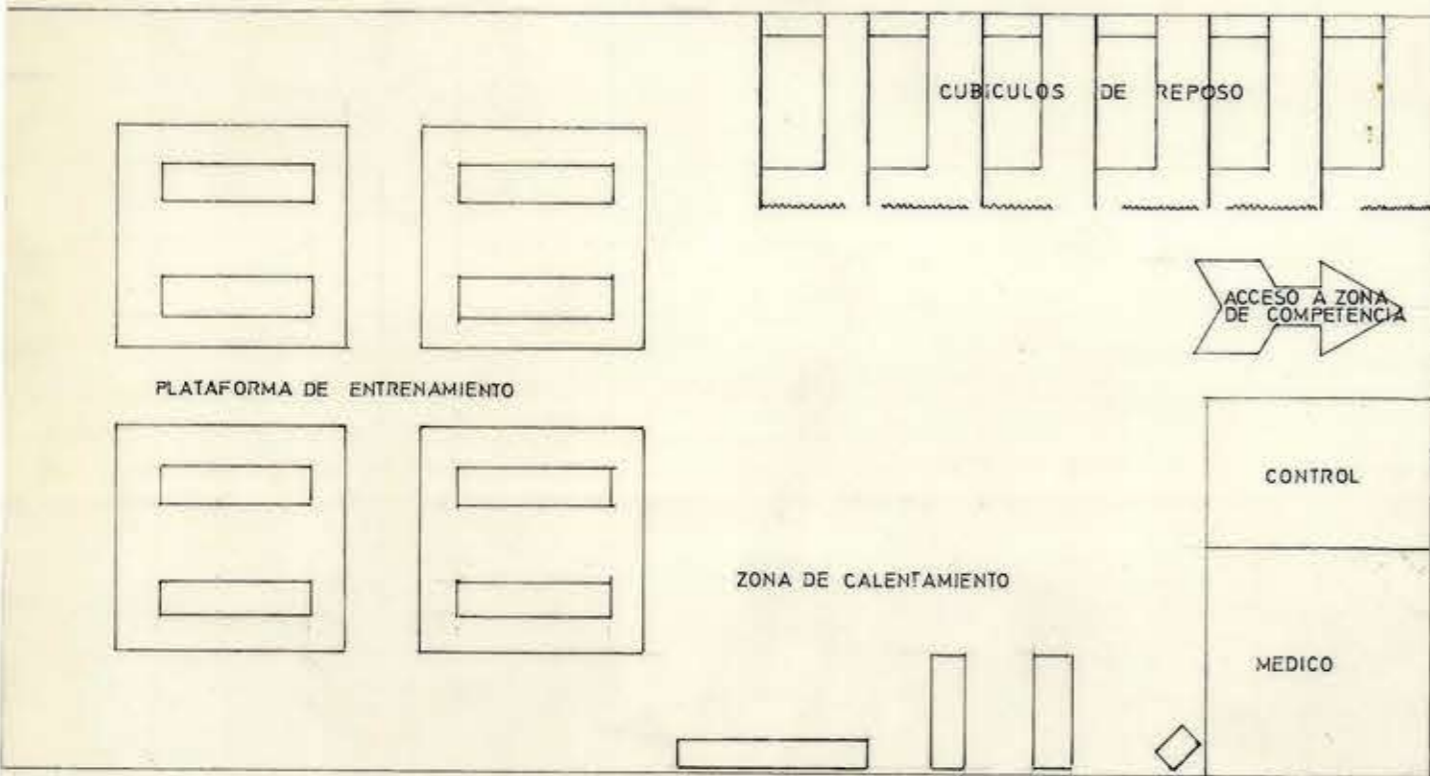 CUBICULOS DE REPOSO
ACCESO A ZONA
DE COMPETENCIA
PLATAFORMA DE ENTRENAMIENTO
CONTROL
ZONA DE CALENTAMIENTO
MEDICO